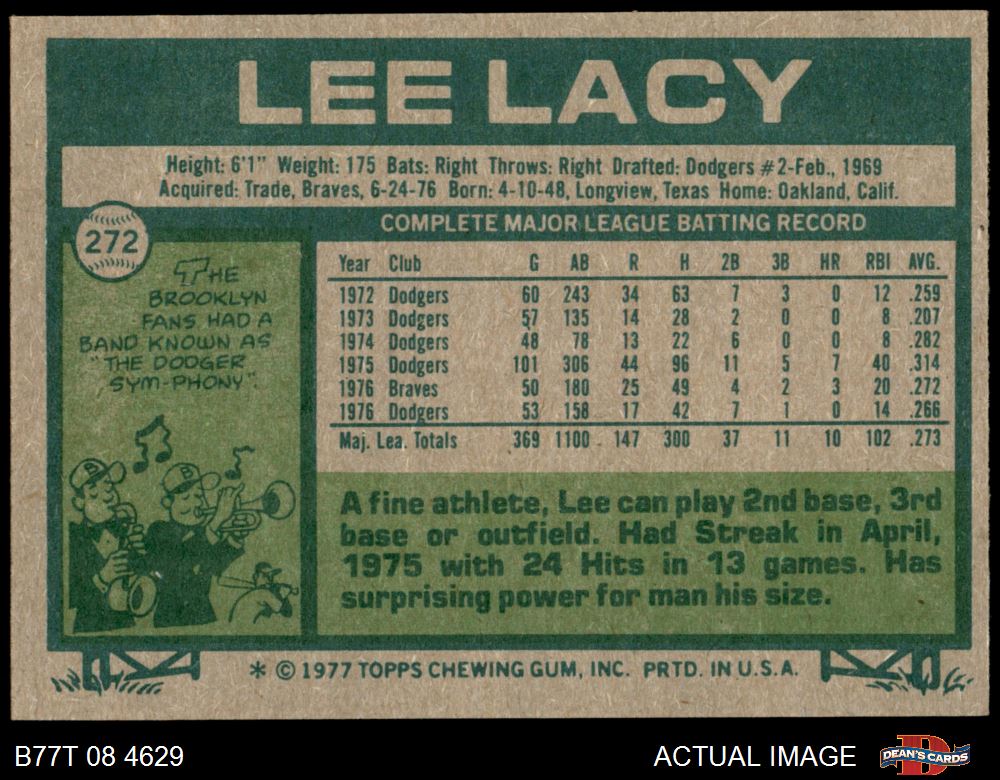 LEE LACY
Height: 6'1" Weight: 175 Bats: Right Throws: Right Drafted: Dodgers #2-Feb., 1969
Acquired: Trade, Braves, 6-24-76 Born: 4-10-48, Longview, Texas Home: Oakland, Calif.
272
THE
BROOKLYN
FANS HAD A
BAND KNOWN AS
"THE DODGER
SYM-PHONY".
B
B
COMPLETE MAJOR LEAGUE BATTING RECORD
Year Club G AB R H 2B 3B HR RBI AVG.
1972 Dodgers 60 243 34 63 7 3 0 12 .259
1973 Dodgers 57 135 14 28 2 0 0 8 .207
1974 Dodgers 48 78 13 22 6 0 0 8 .282
1975 Dodgers 101 306 44 96 11 5 7 40 .314
1976 Braves 50 180 25 49 4 2 3 20 .272
1976 Dodgers 53 158 17 42 7 1 0 14 .266
Maj. Lea. Totals 369 1100 147 300 37 11 10 102 .273
A fine athlete, Lee can play 2nd base, 3rd
base or outfield. Had Streak in April,
1975 with 24 Hits in 13 games. Has
surprising power for man his size.
* © 1977 TOPPS CHEWING GUM, INC. PRTD. IN U.S.A.
B77T 08 4629
ACTUAL IMAGE
D
DEAN'S CARDS